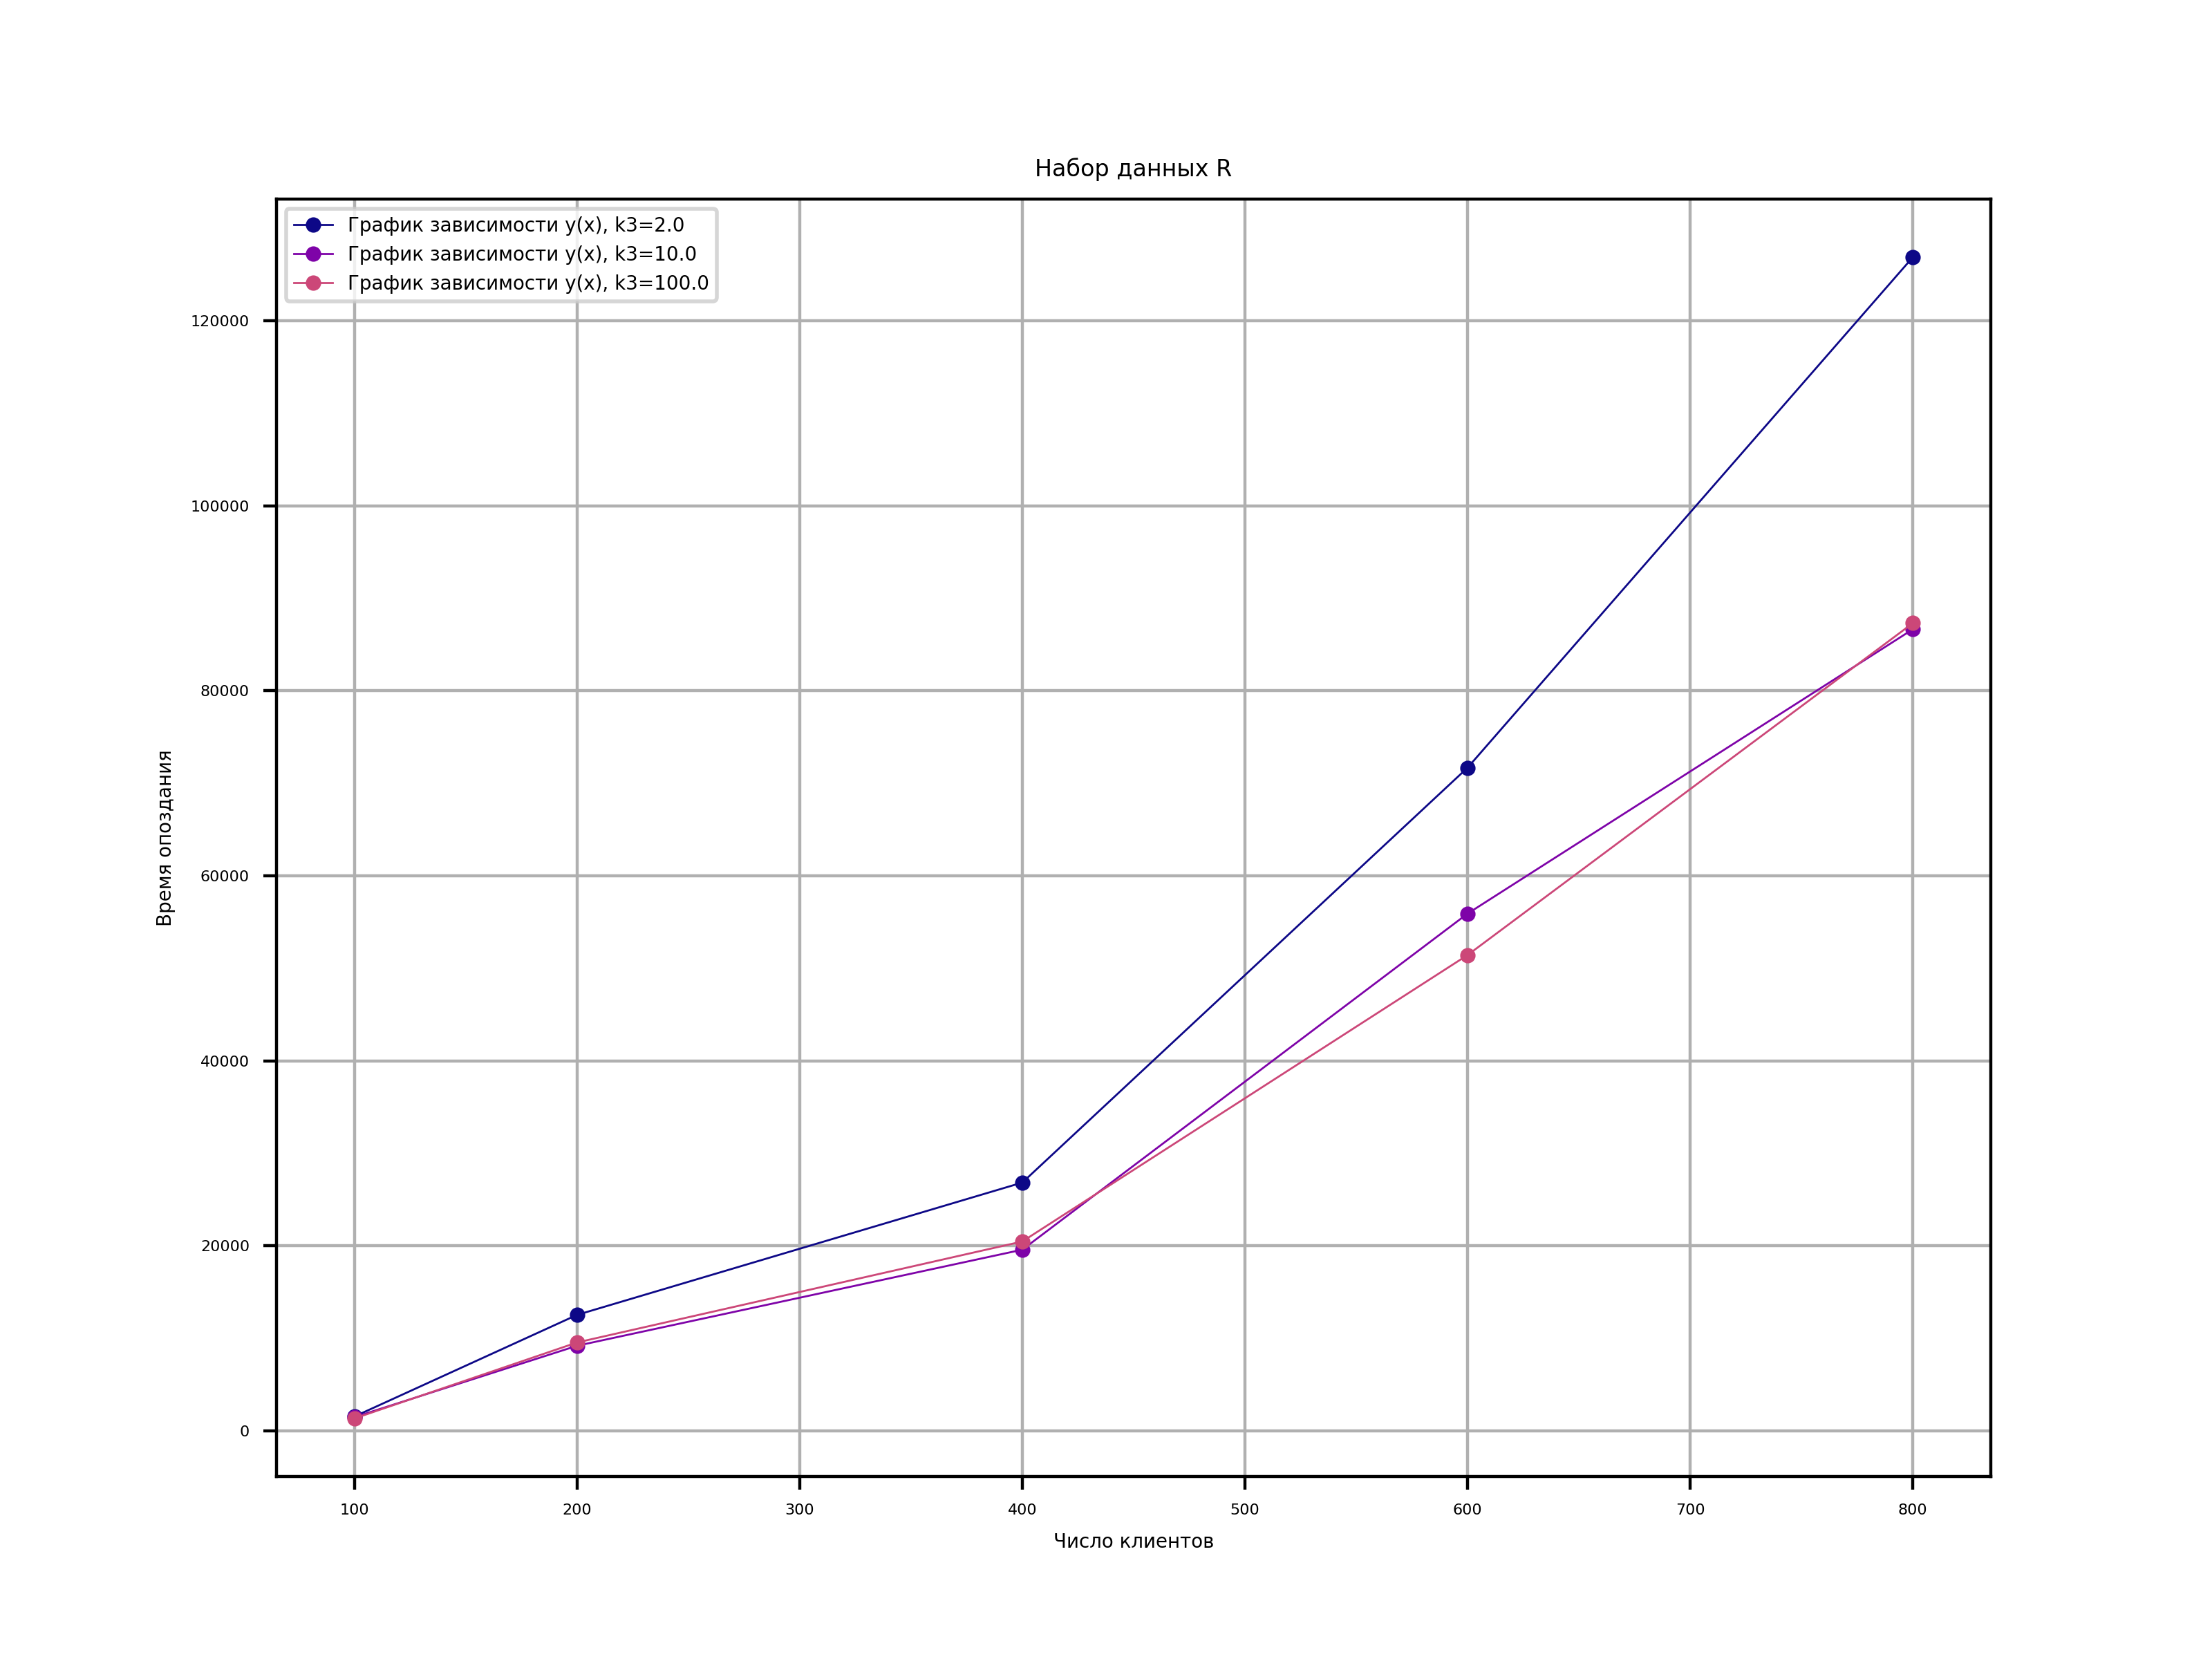 Набор данных R
График зависимости y(x), k3=2.0
График зависимости y(x), k3=10.0
График зависимости y(x), k3=100.0
120000
100000
80000
60000
40000
20000
0
Время опоздания
100 200 300 400 500 600 700 800
Число клиентов